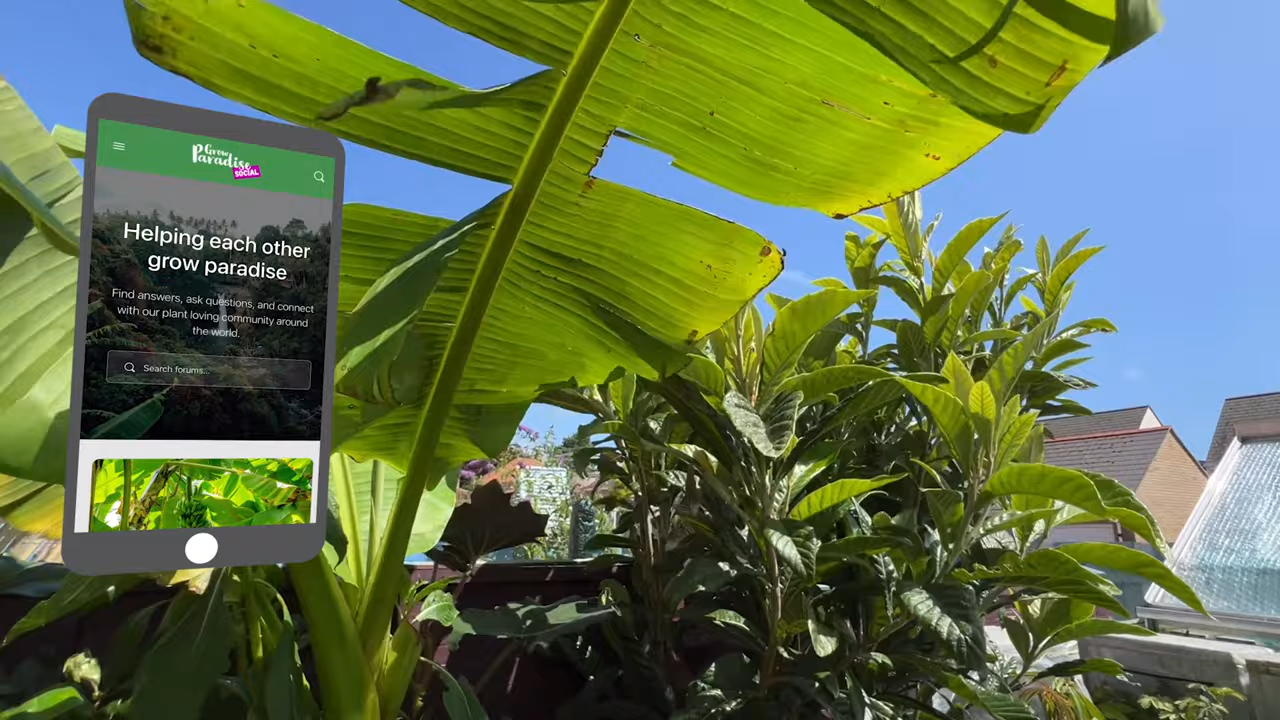 Grow
Paradise
SOCIAL
Helping each other
grow paradise
Find answers, ask questions, and connect
with our plant loving community around
the world.
Search forums...